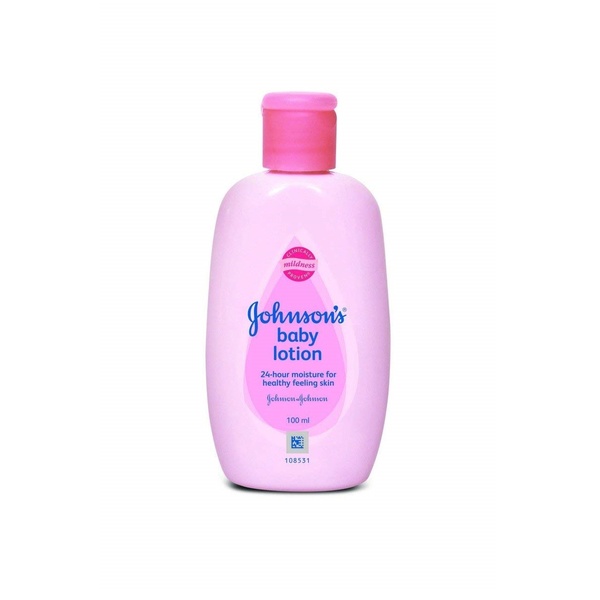 CLINICALLY
mildness
PROVEN
Johnson's®
baby
lotion
24-hour moisture for
healthy feeling skin
Johnson & Johnson
100 ml
108531